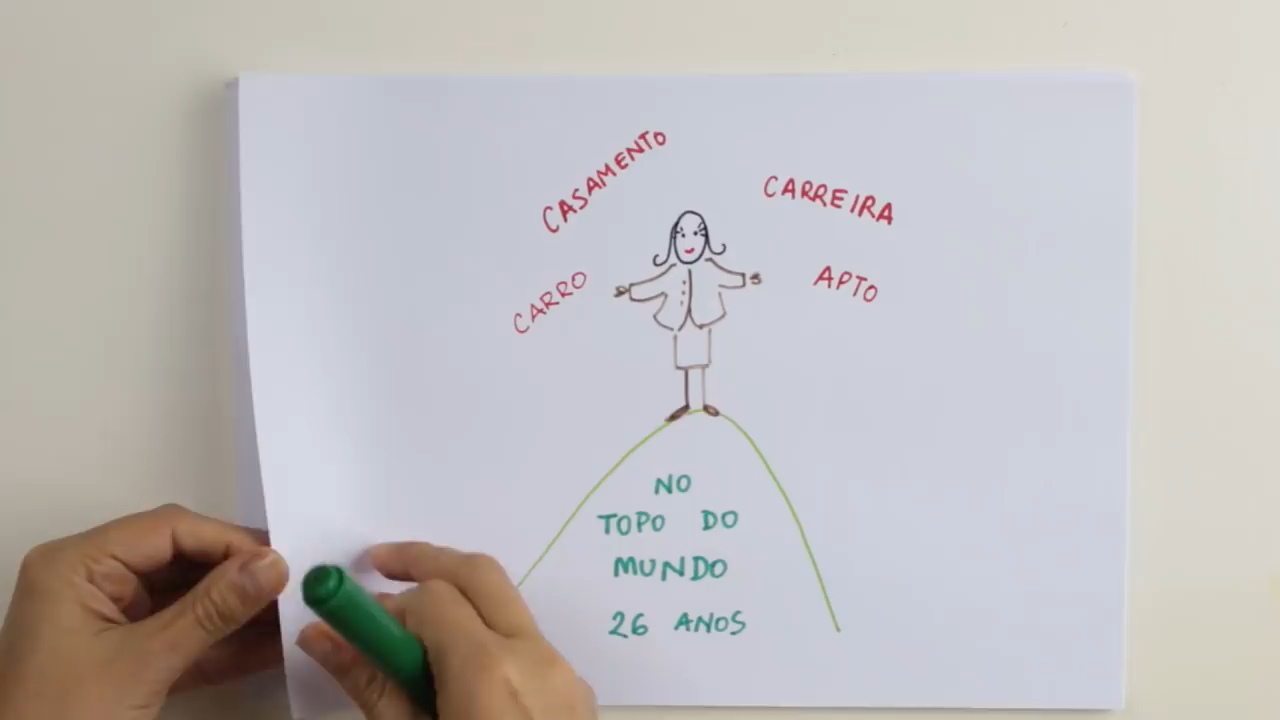 CASAMENTO
CARREIRA
CARRO
APTO
NO
TOPO DO
MUNDO
26 ANOS